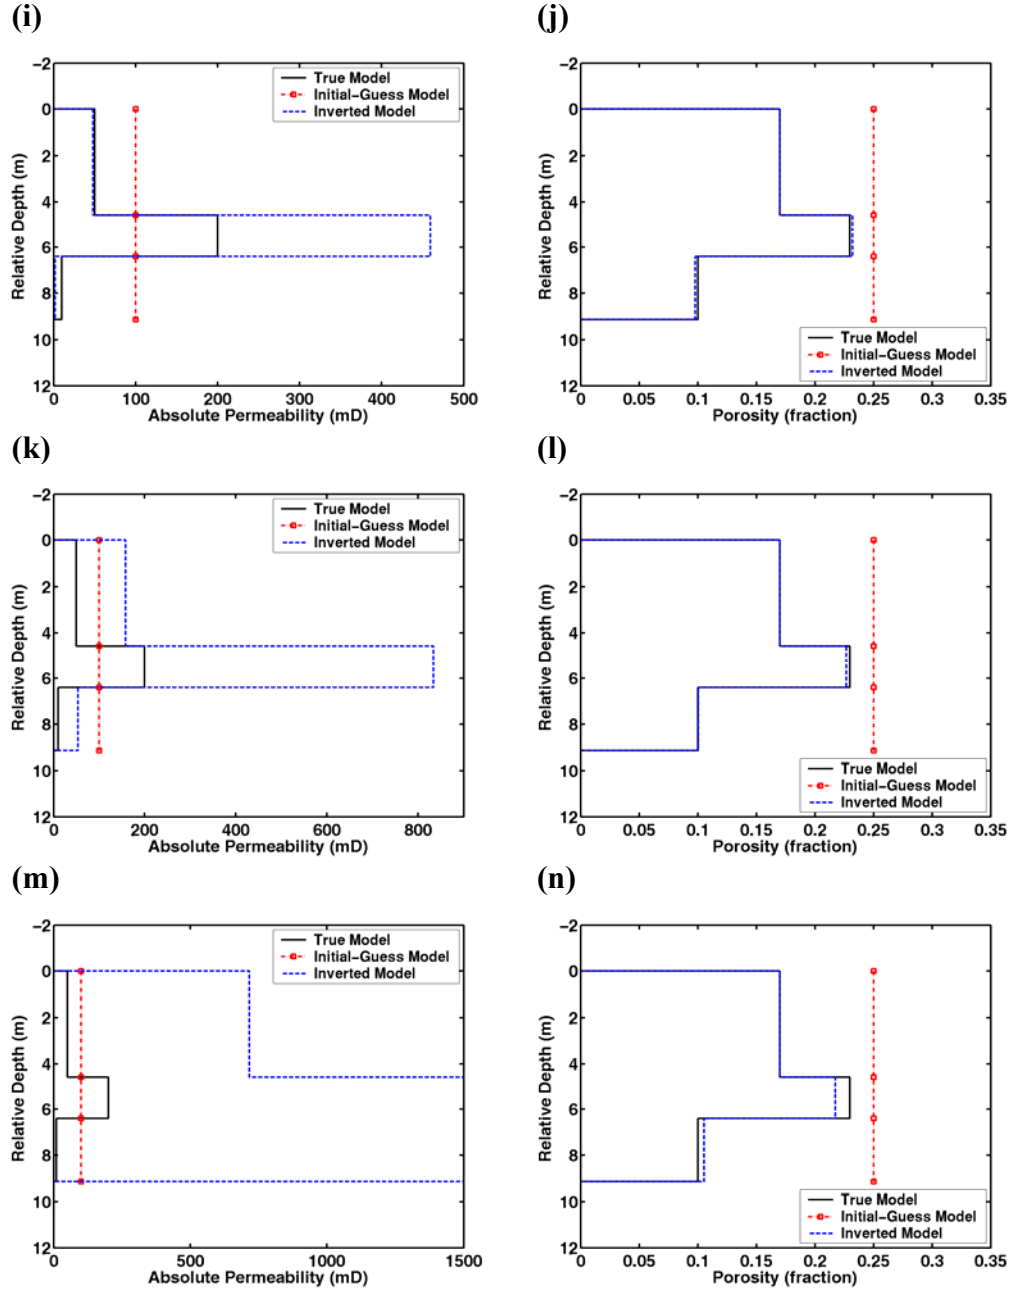 (i)
−2
0
2
4
6
8
10
12
0
100
200
300
400
500
Relative Depth (m)
Absolute Permeability (mD)
True Model
Initial−Guess Model
Inverted Model
(j)
−2
0
2
4
6
8
10
12
0
0.05
0.1
0.15
0.2
0.25
0.3
0.35
Relative Depth (m)
Porosity (fraction)
True Model
Initial−Guess Model
Inverted Model
(k)
−2
0
2
4
6
8
10
12
0
200
400
600
800
Relative Depth (m)
Absolute Permeability (mD)
True Model
Initial−Guess Model
Inverted Model
(l)
−2
0
2
4
6
8
10
12
0
0.05
0.1
0.15
0.2
0.25
0.3
0.35
Relative Depth (m)
Porosity (fraction)
True Model
Initial−Guess Model
Inverted Model
(m)
−2
0
2
4
6
8
10
12
0
500
1000
1500
Relative Depth (m)
Absolute Permeability (mD)
True Model
Initial−Guess Model
Inverted Model
(n)
−2
0
2
4
6
8
10
12
0
0.05
0.1
0.15
0.2
0.25
0.3
0.35
Relative Depth (m)
Porosity (fraction)
True Model
Initial−Guess Model
Inverted Model